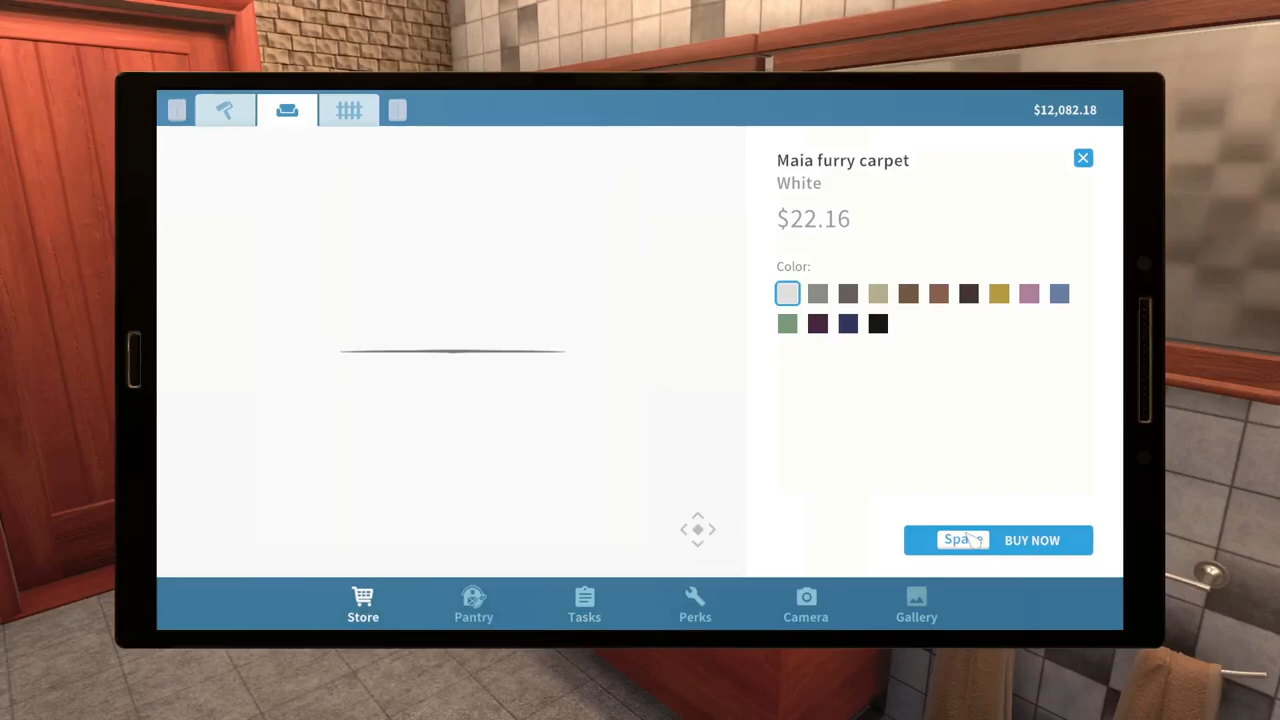 $12,082.18
Maia furry carpet
White
$22.16
Color:
BUY NOW
Store
Pantry
Tasks
Perks
Camera
Gallery